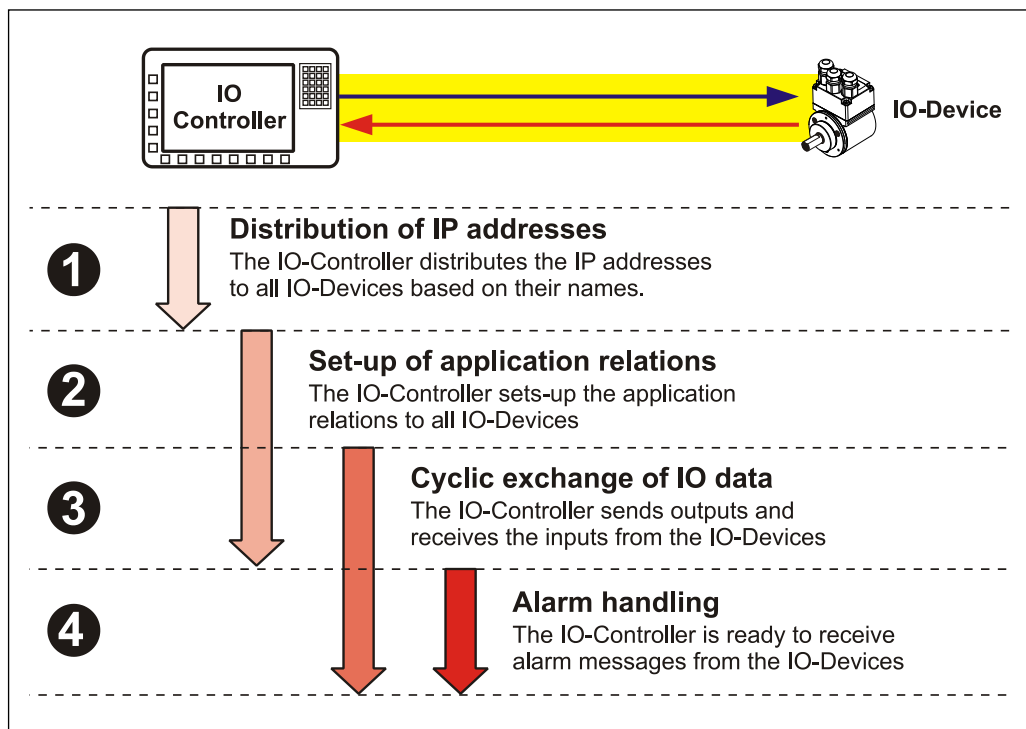 IO
Controller
IO-Device
1
Distribution of IP addresses
The IO-Controller distributes the IP addresses
to all IO-Devices based on their names.
2
Set-up of application relations
The IO-Controller sets-up the application
relations to all IO-Devices
3
Cyclic exchange of IO data
The IO-Controller sends outputs and
receives the inputs from the IO-Devices
4
Alarm handling
The IO-Controller is ready to receive
alarm messages from the IO-Devices